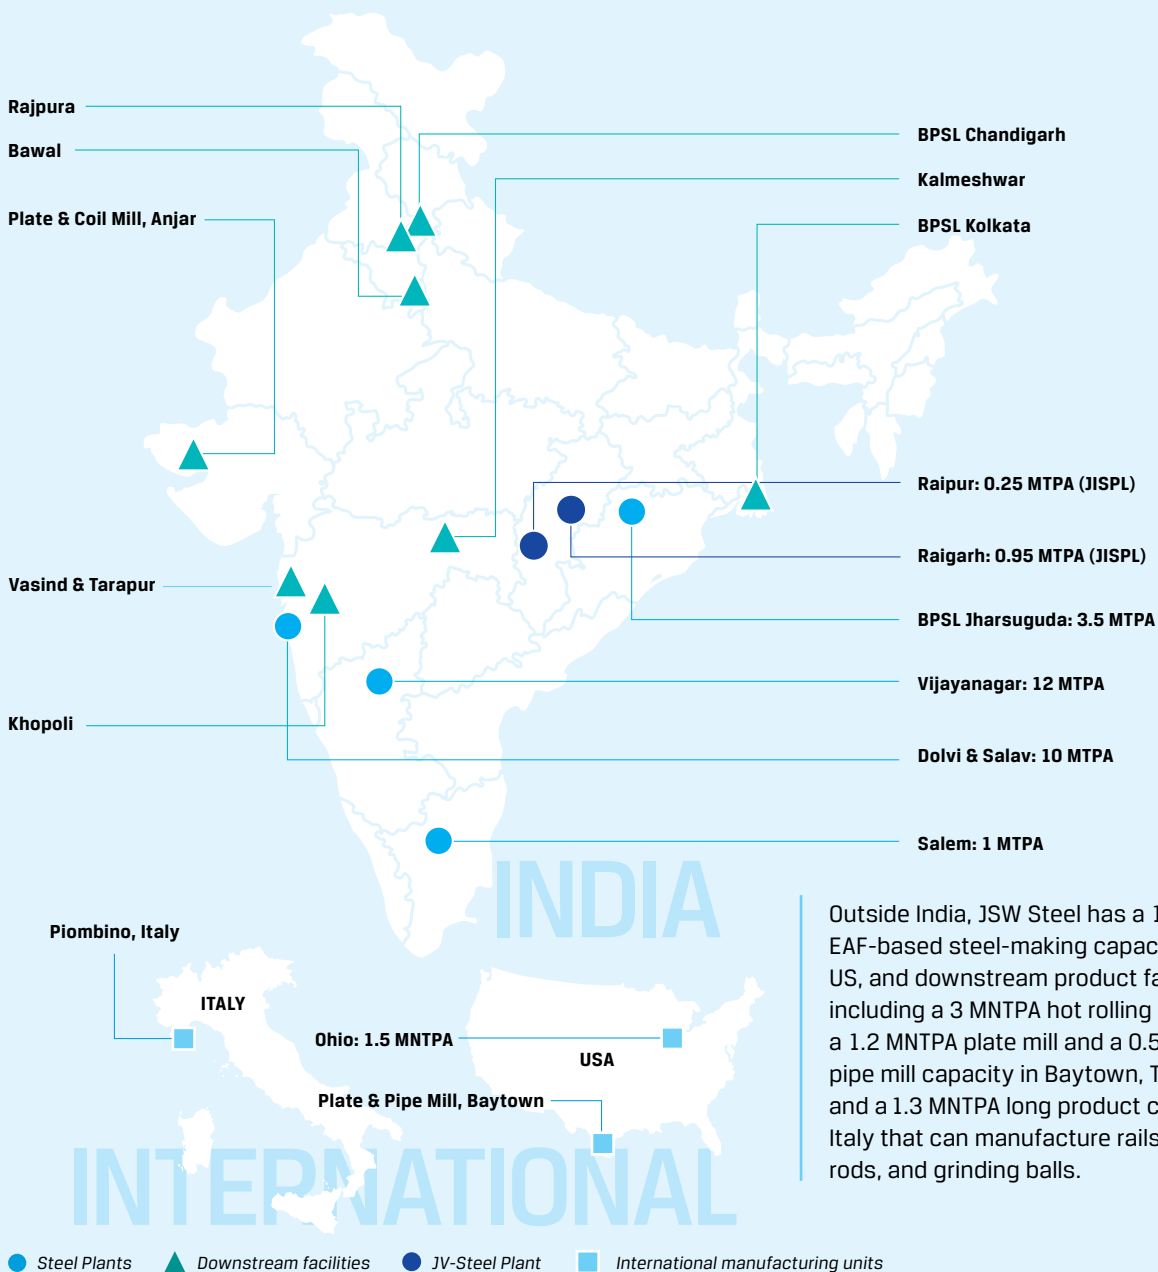 Rajpura
Bawal
Plate & Coil Mill, Anjar
Vasind & Tarapur
Khopoli
BPSL Chandigarh
Kalmeshwar
BPSL Kolkata
Raipur: 0.25 MTPA (JISPL)
Raigarh: 0.95 MTPA (JISPL)
BPSL Jharsuguda: 3.5 MTPA
Vijayanagar: 12 MTPA
Dolvi & Salav: 10 MTPA
Salem: 1 MTPA
INDIA
Piombino, Italy
ITALY
Ohio: 1.5 MNTPA
USA
Plate & Pipe Mill, Baytown
INTERNATIONAL
Outside India, JSW Steel has a
EAF-based steel-making
US, and downstream product
including a 3 MNTPA hot rolling
a 1.2 MNTPA plate mill and a
pipe mill capacity in Baytown,
and a 1.3 MNTPA long product
Italy that can manufacture rails
rods, and grinding balls.
Steel Plants
Downstream facilities
JV-Steel Plant
International manufacturing units